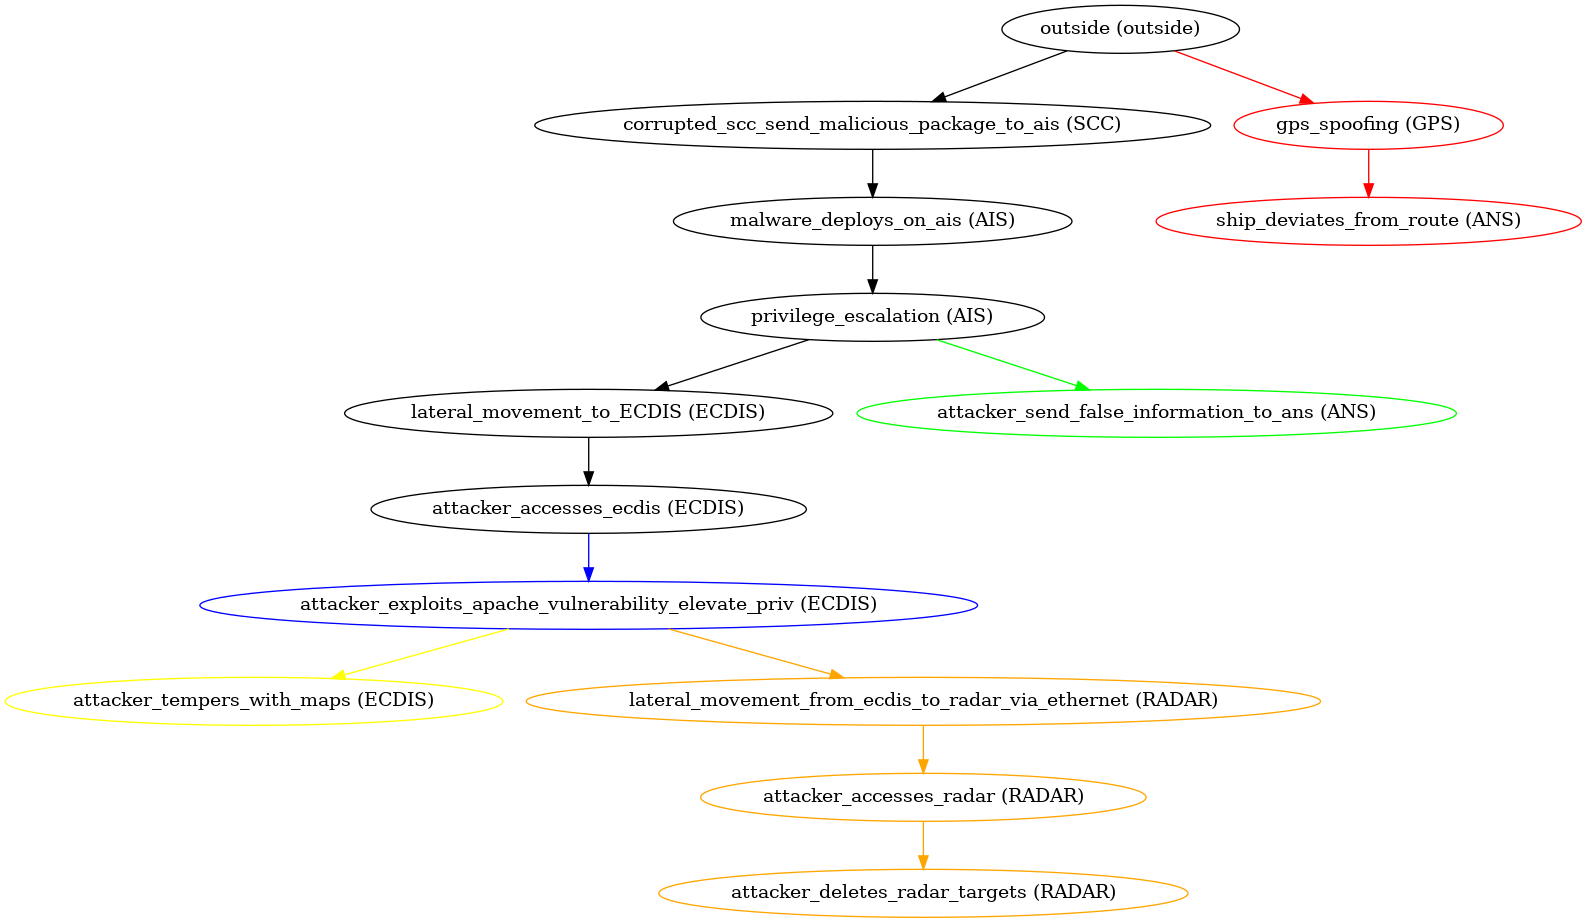 outside (outside)
corrupted_scc_send_malicious_package_to_ais (SCC)
gps_spoofing (GPS)
malware_deploys_on_ais (AIS)
ship_deviates_from_route (ANS)
privilege_escalation (AIS)
lateral_movement_to_ECDIS (ECDIS)
attacker_send_false_information_to_ans (ANS)
attacker_accesses_ecdis (ECDIS)
attacker_exploits_apache_vulnerability_elevate_priv (ECDIS)
attacker_tempers_with_maps (ECDIS)
lateral_movement_from_ecdis_to_radar_via_ethernet (RADAR)
attacker_accesses_radar (RADAR)
attacker_deletes_radar_targets (RADAR)